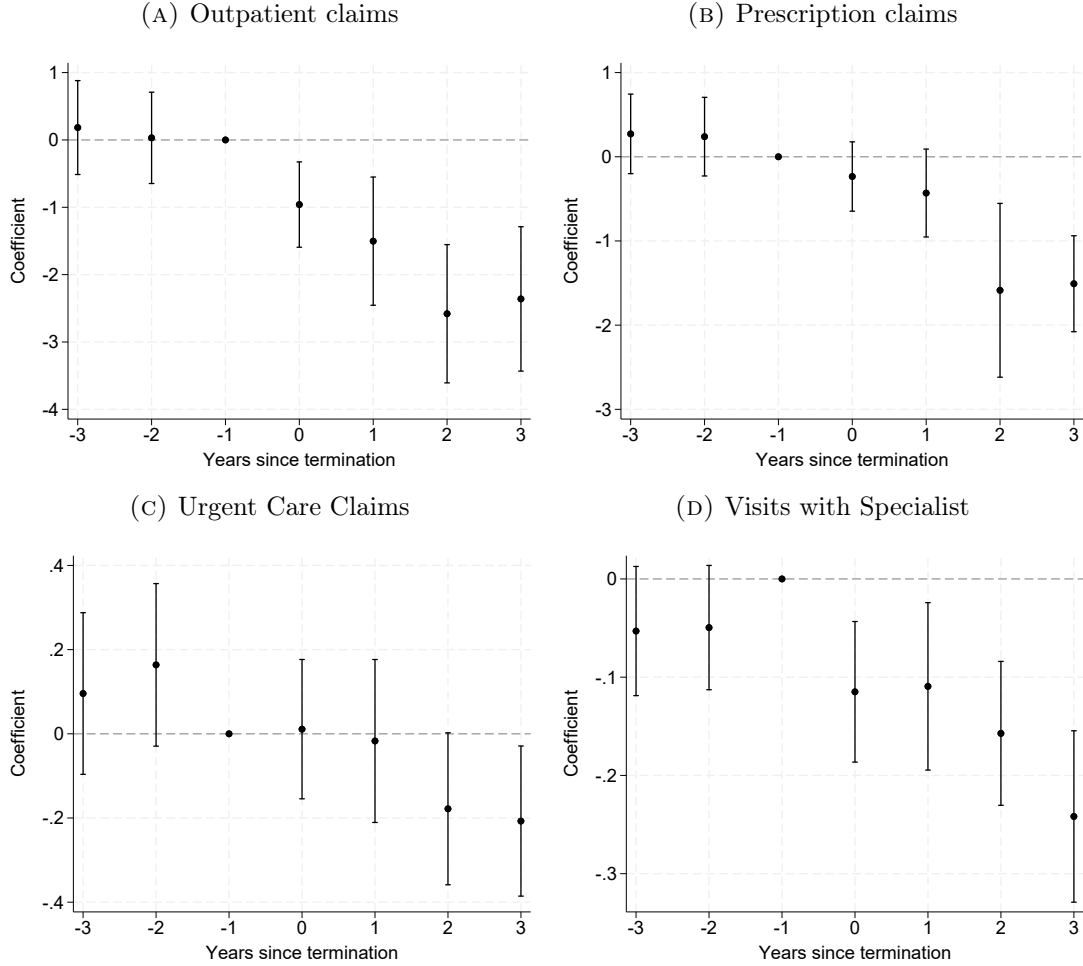 (A) Outpatient claims
1
0
-1
-2
-3
-4
Coefficient
-3 -2 -1 0 1 2 3
Years since termination
(B) Prescription claims
1
0
-1
-2
-3
Coefficient
-3 -2 -1 0 1 2 3
Years since termination
(C) Urgent Care Claims
.4
.2
0
-.2
-.4
Coefficient
-3 -2 -1 0 1 2 3
Years since termination
(D) Visits with Specialist
0
-.1
-.2
-.3
Coefficient
-3 -2 -1 0 1 2 3
Years since termination